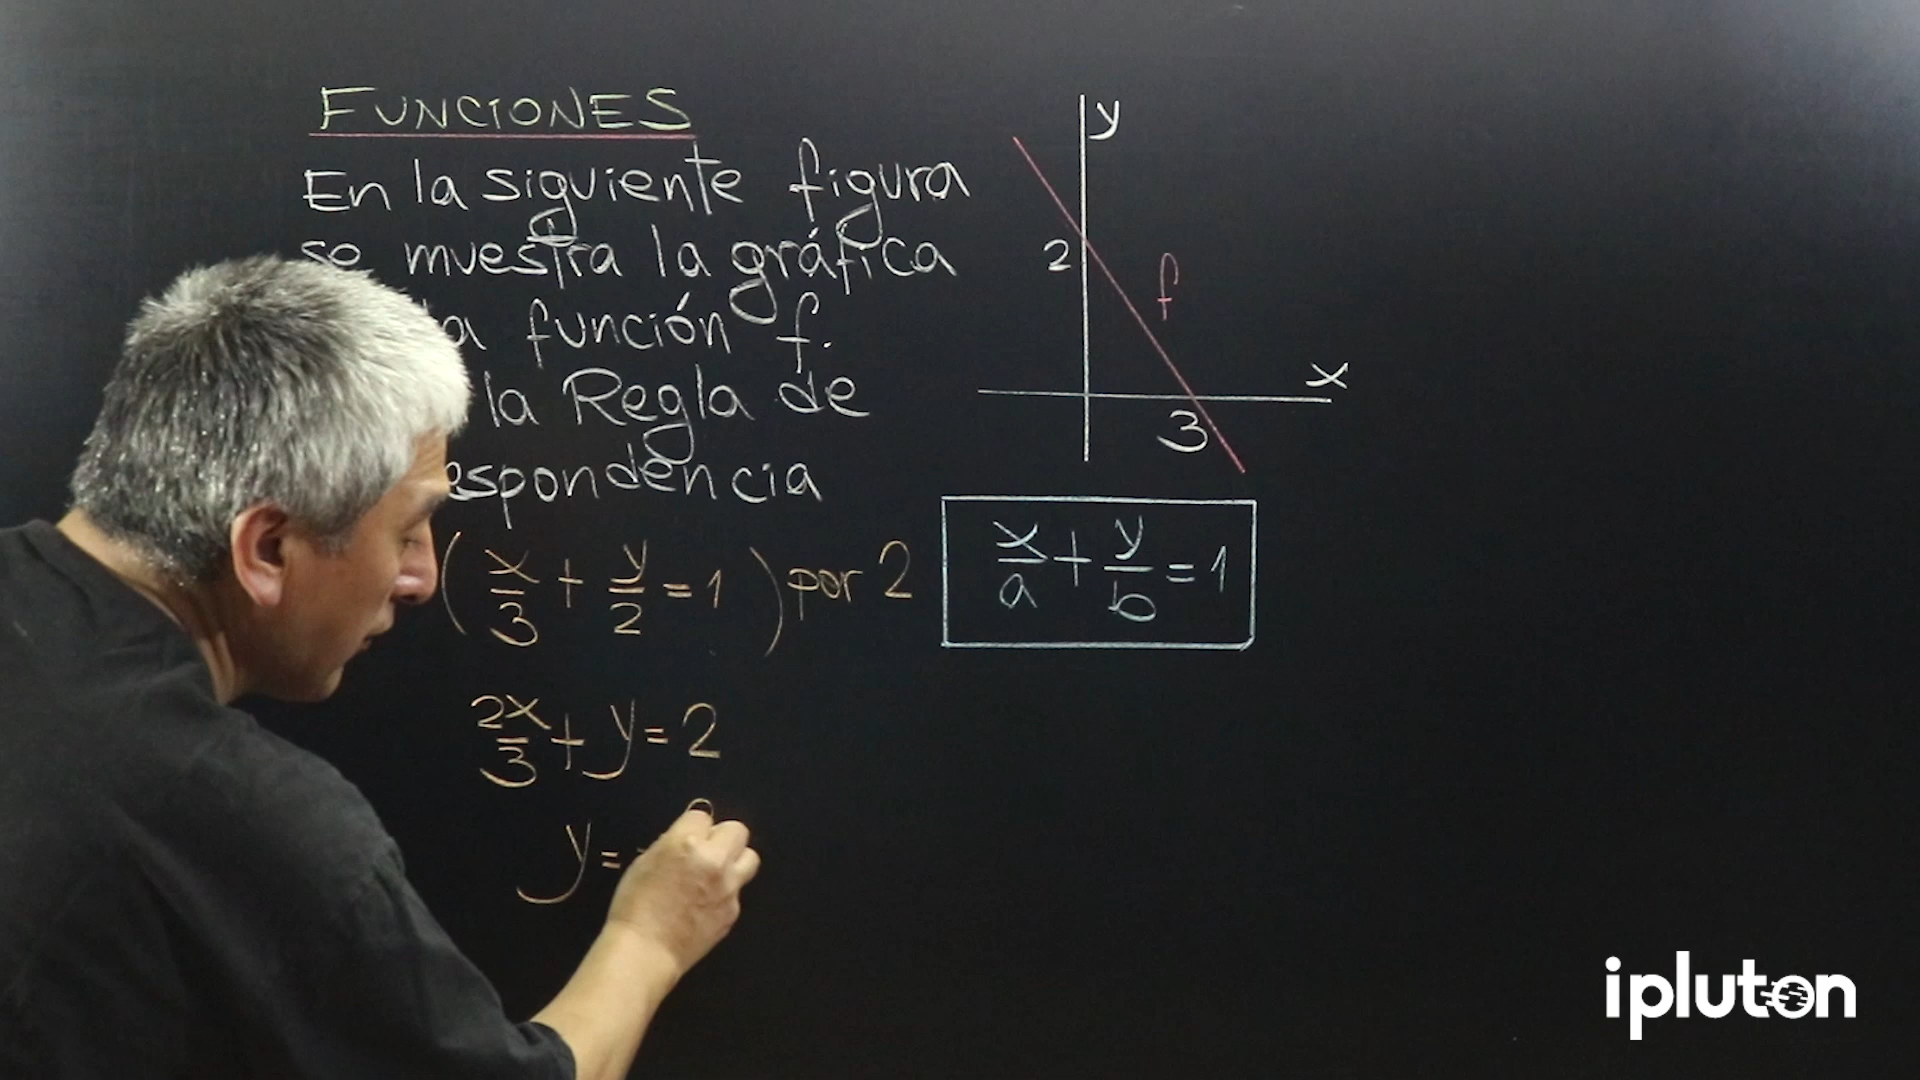 FUNCIONES
En la siguiente figura
se muestra la gráfica
a función f.
la Regla de
espondencia
(x/3 + y/2 = 1) por 2
2x/3 + y = 2
y =
y
2
f
x
3
x/a + y/b = 1
ipluton